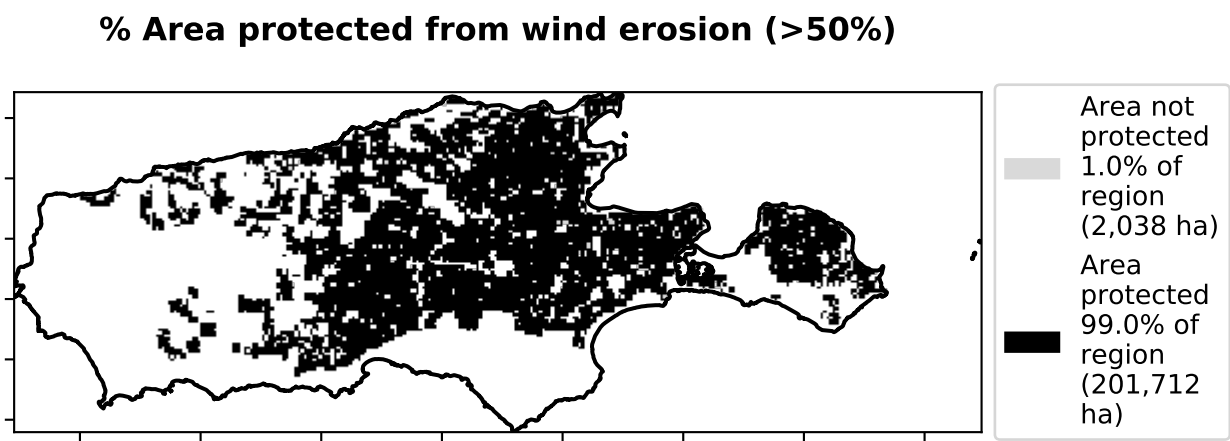 % Area protected from wind erosion (>50%)
Area not
protected
1.0% of
region
(2,038 ha)
Area
protected
99.0% of
region
(201,712
ha)